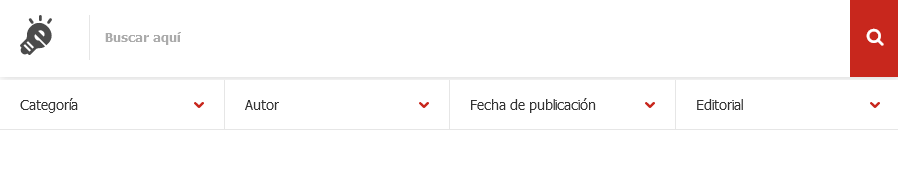 Buscar aquí
Categoría Autor Fecha de publicación Editorial